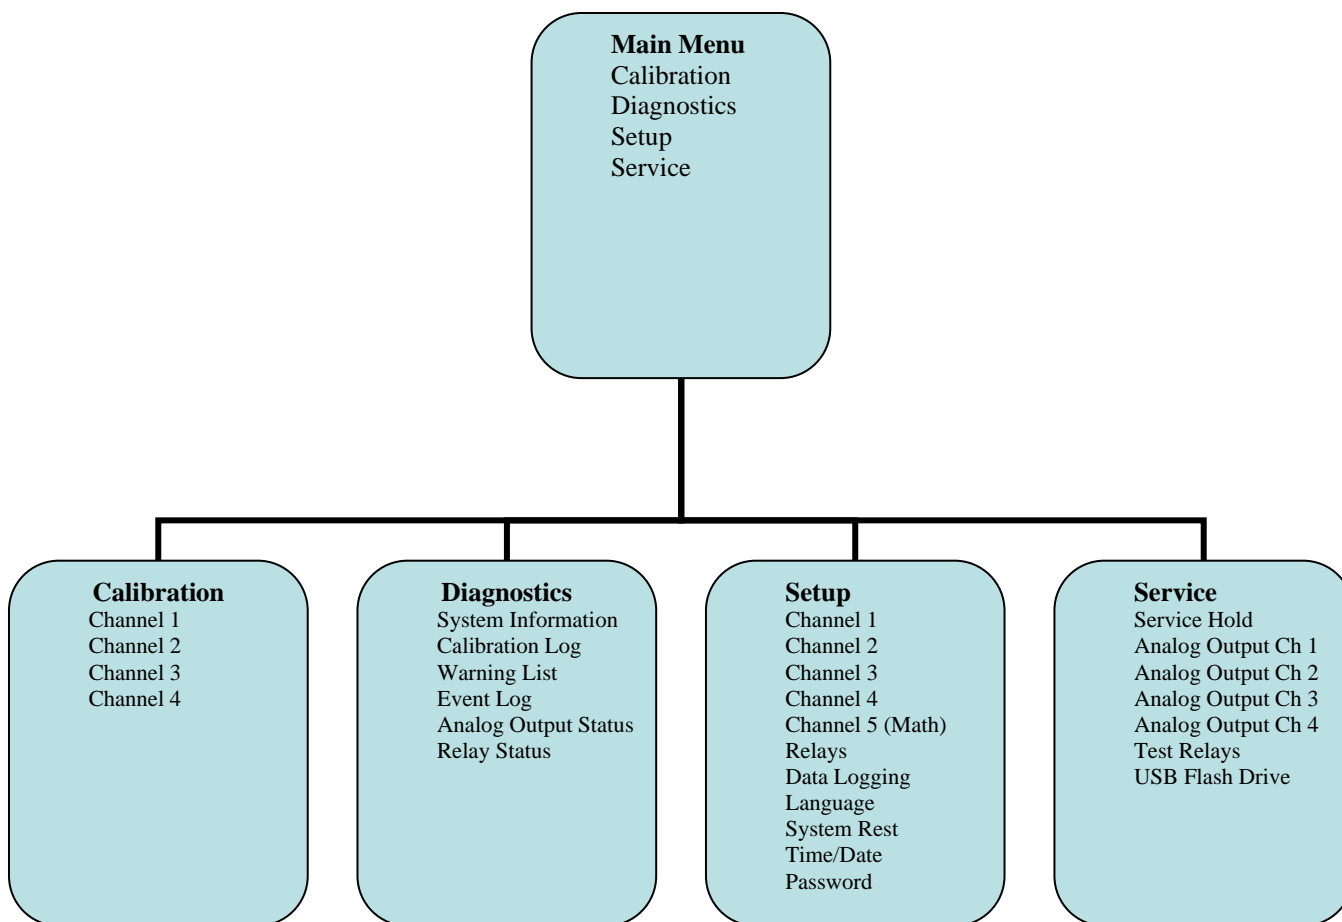 Main Menu
Calibration
Diagnostics
Setup
Service
Calibration
Channel 1
Channel 2
Channel 3
Channel 4
Diagnostics
System Information
Calibration Log
Warning List
Event Log
Analog Output Status
Relay Status
Setup
Channel 1
Channel 2
Channel 3
Channel 4
Channel 5 (Math)
Relays
Data Logging
Language
System Rest
Time/Date
Password
Service
Service Hold
Analog Output Ch 1
Analog Output Ch 2
Analog Output Ch 3
Analog Output Ch 4
Test Relays
USB Flash Drive